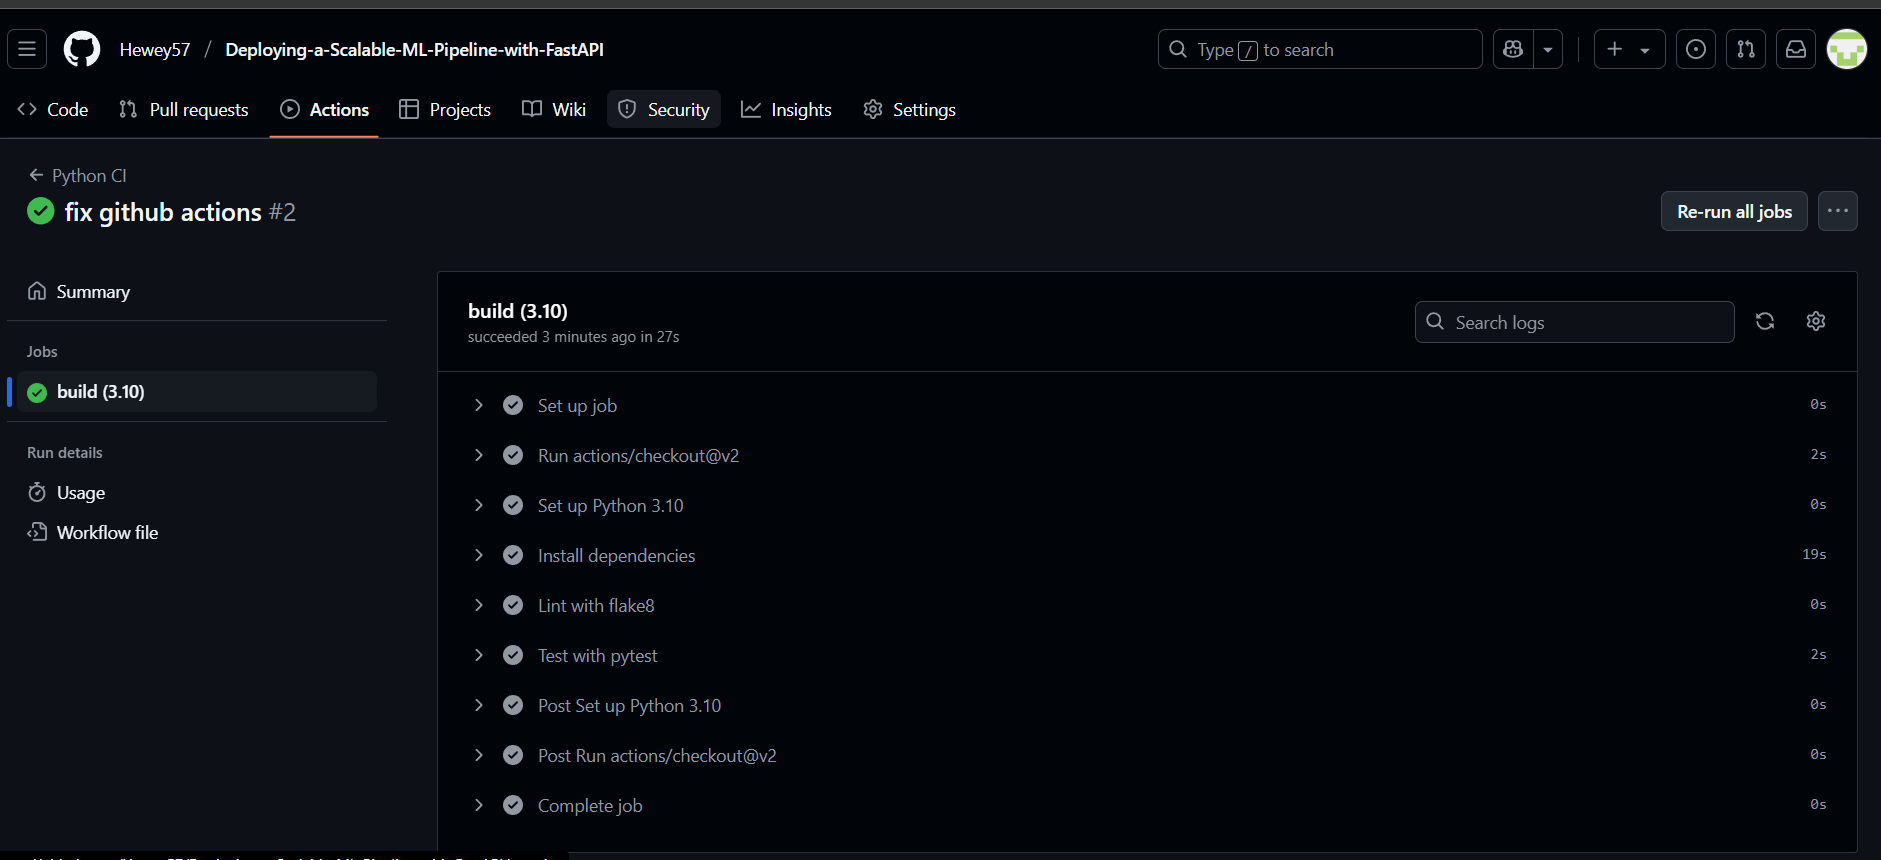 Hewey57 / Deploying-a-Scalable-ML-Pipeline-with-FastAPI
Type / to search
Code Pull requests Actions Projects Wiki Security Insights Settings
Python CI
fix github actions #2
Re-run all jobs
Summary
Jobs
build (3.10)
Run details
Usage
Workflow file
build (3.10)
succeeded 3 minutes ago in 27s
Search logs
Set up job 0s
Run actions/checkout@v2 2s
Set up Python 3.10 0s
Install dependencies 19s
Lint with flake8 0s
Test with pytest 2s
Post Set up Python 3.10 0s
Post Run actions/checkout@v2 0s
Complete job 0s